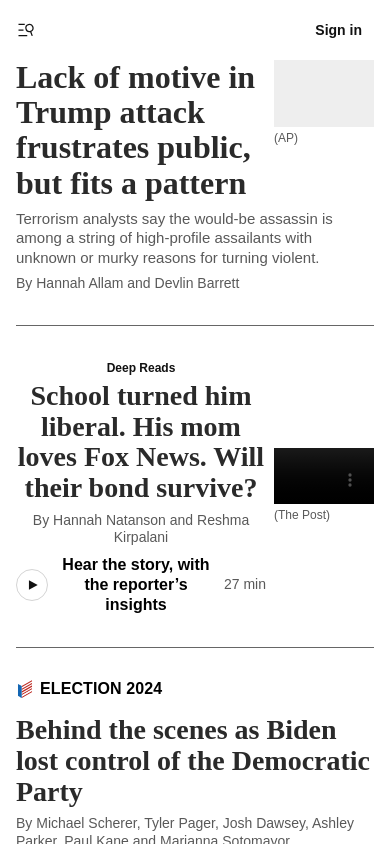 Sign in
Lack of motive in
Trump attack
frustrates public,
but fits a pattern
(AP)
Terrorism analysts say the would-be assassin is
among a string of high-profile assailants with
unknown or murky reasons for turning violent.
By Hannah Allam and Devlin Barrett
Deep Reads
School turned him
liberal. His mom
loves Fox News. Will
their bond survive?
(The Post)
By Hannah Natanson and Reshma
Kirpalani
Hear the story, with
the reporter’s
insights
27 min
ELECTION 2024
Behind the scenes as Biden
lost control of the Democratic
Party
By Michael Scherer, Tyler Pager, Josh Dawsey, Ashley
Parker, Paul Kane and Marianna Sotomayor